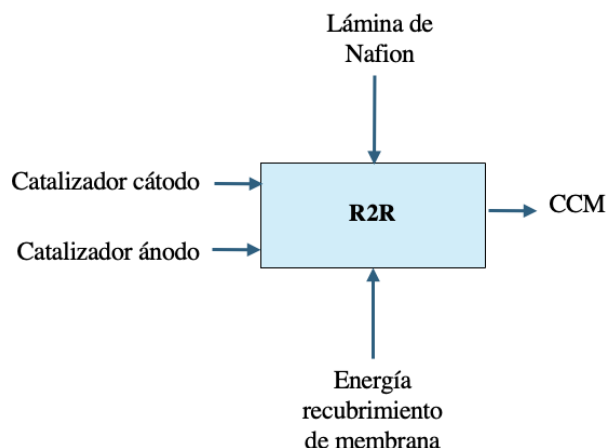 Lámina de
Nafion
Catalizador cátodo
R2R
CCM
Catalizador ánodo
Energía
recubrimiento
de membrana